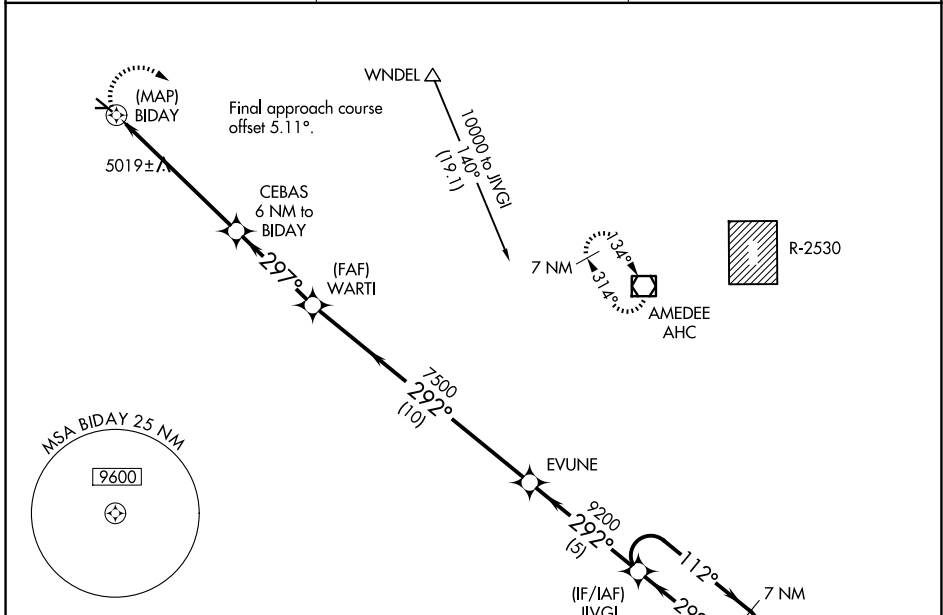 (MAP)
BIDAY
Final approach course
offset 5.11°.
WNDEL
10000 to JIVGI
140°
(19.1)
5019±
CEBAS
6 NM to
BIDAY
297°
(FAF)
WARTI
7 NM
134°
314°
AMEDEE
AHC
R-2530
7500
292°
(10)
MSA BIDAY 25 NM
9600
EVUNE
9200
292°
(5)
112°
7 NM
(IF/IAF)
JIVGI